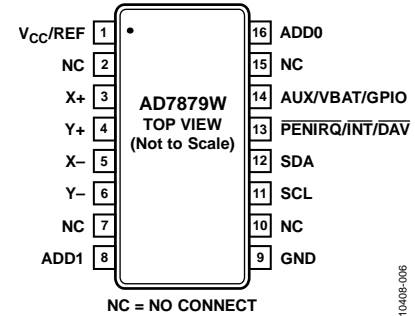 VCC/REF 1
NC 2
X+ 3
Y+ 4
X– 5
Y– 6
NC 7
ADD1 8
AD7879W
TOP VIEW
(Not to Scale)
16 ADD0
15 NC
14 AUX/VBAT/GPIO
13 PENIRQ/INT/DAV
12 SDA
11 SCL
10 NC
9 GND
NC = NO CONNECT
10408-006